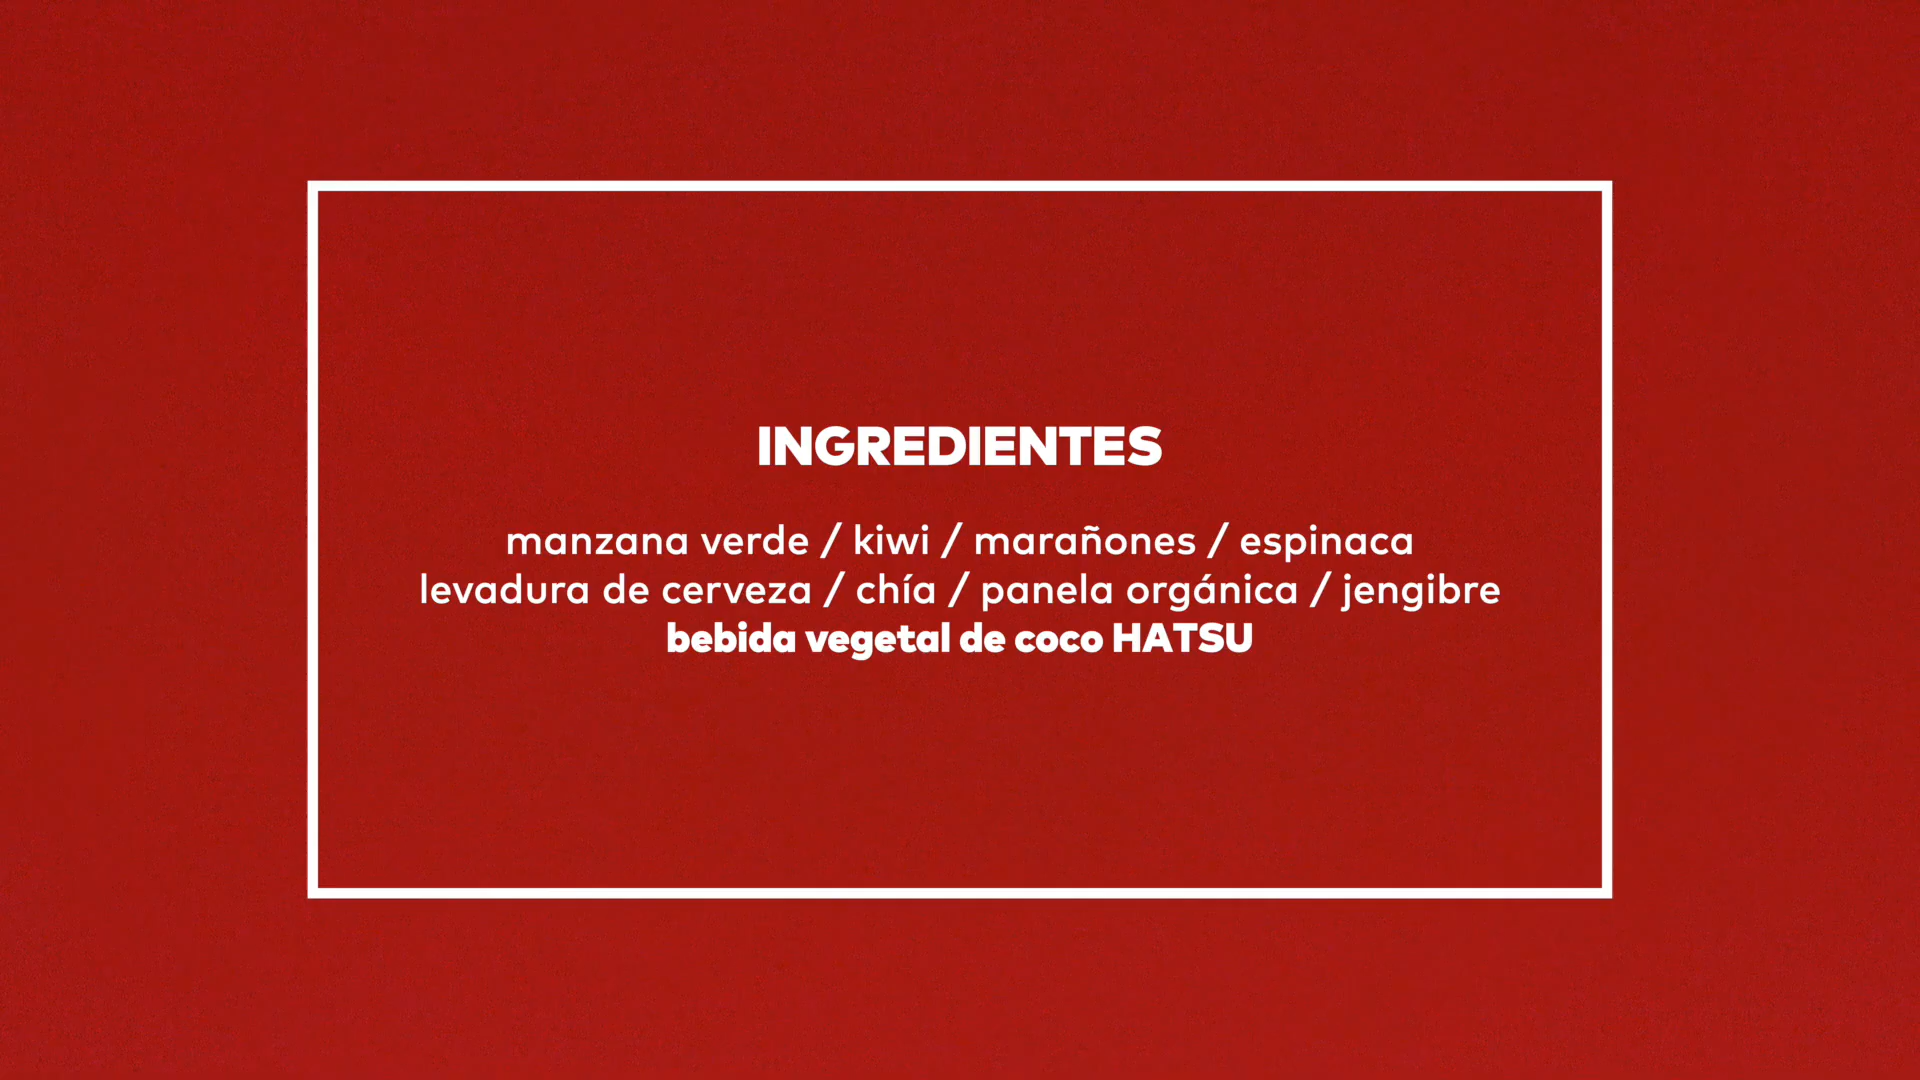 INGREDIENTES
manzana verde / kiwi / marañones / espinaca
levadura de cerveza / chía / panela orgánica / jengibre
bebida vegetal de coco HATSU